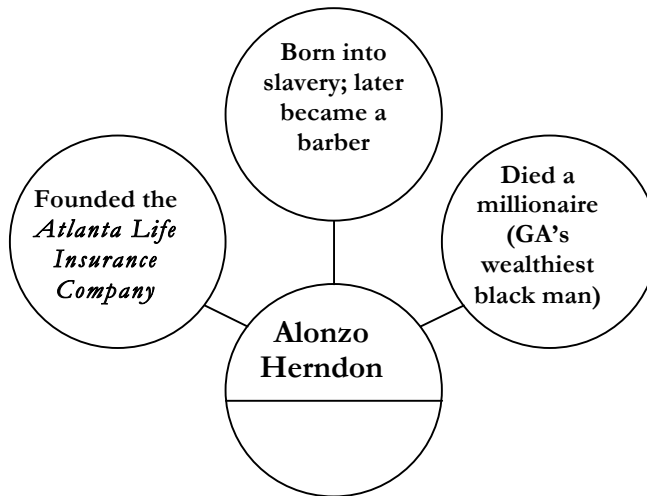 Born into
slavery; later
became a
barber
Founded the
Atlanta Life
Insurance
Company
Died a
millionaire
(GA's
wealthiest
black man)
Alonzo
Herndon